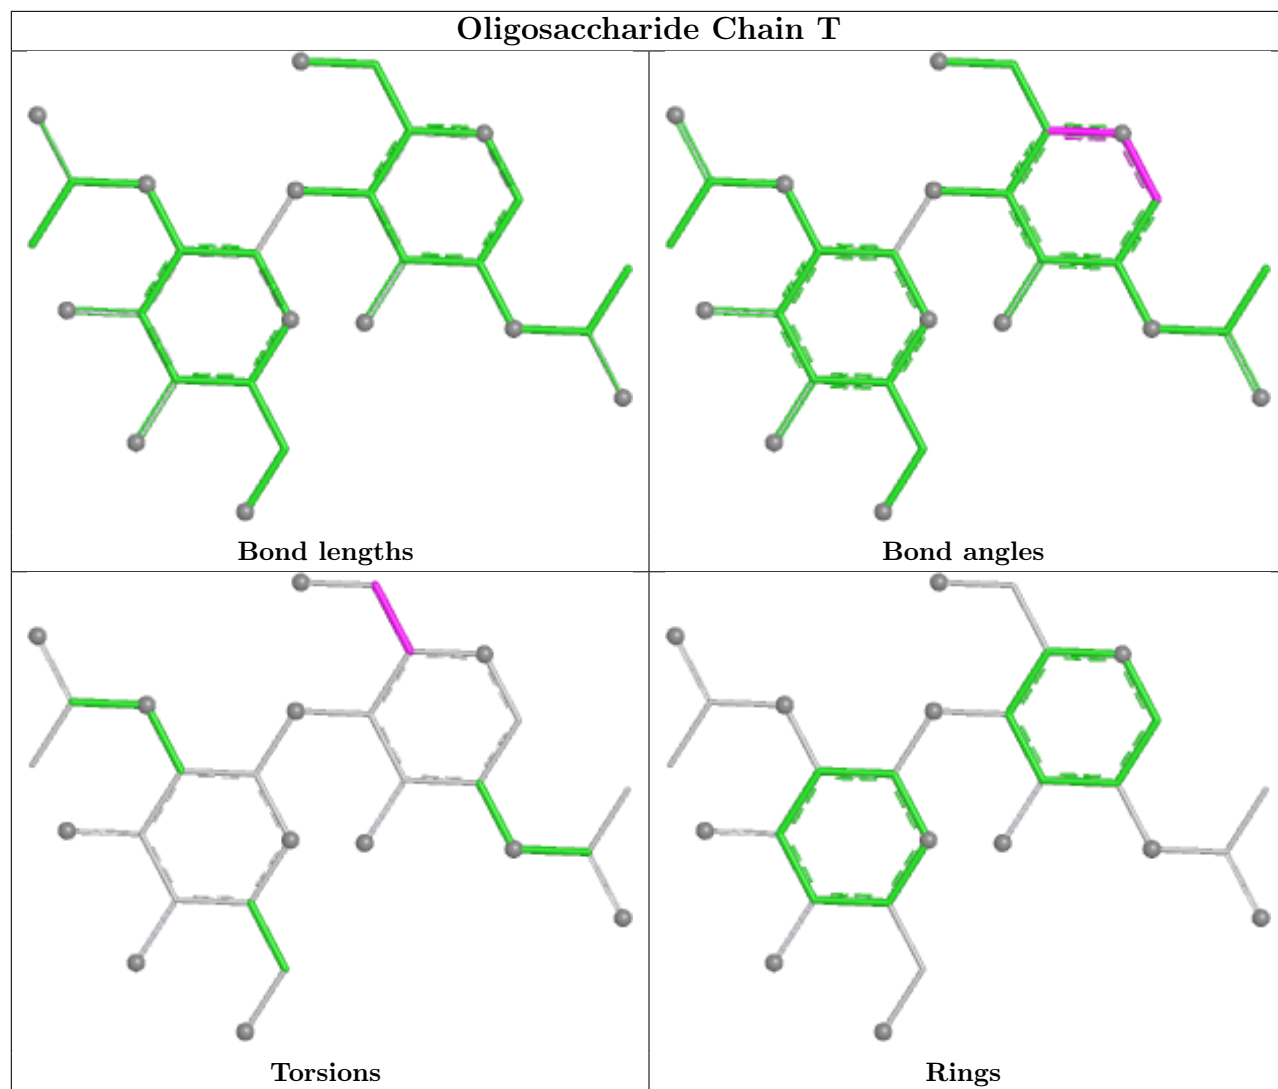 Oligosaccharide Chain T
Bond lengths
Bond angles
Torsions
Rings